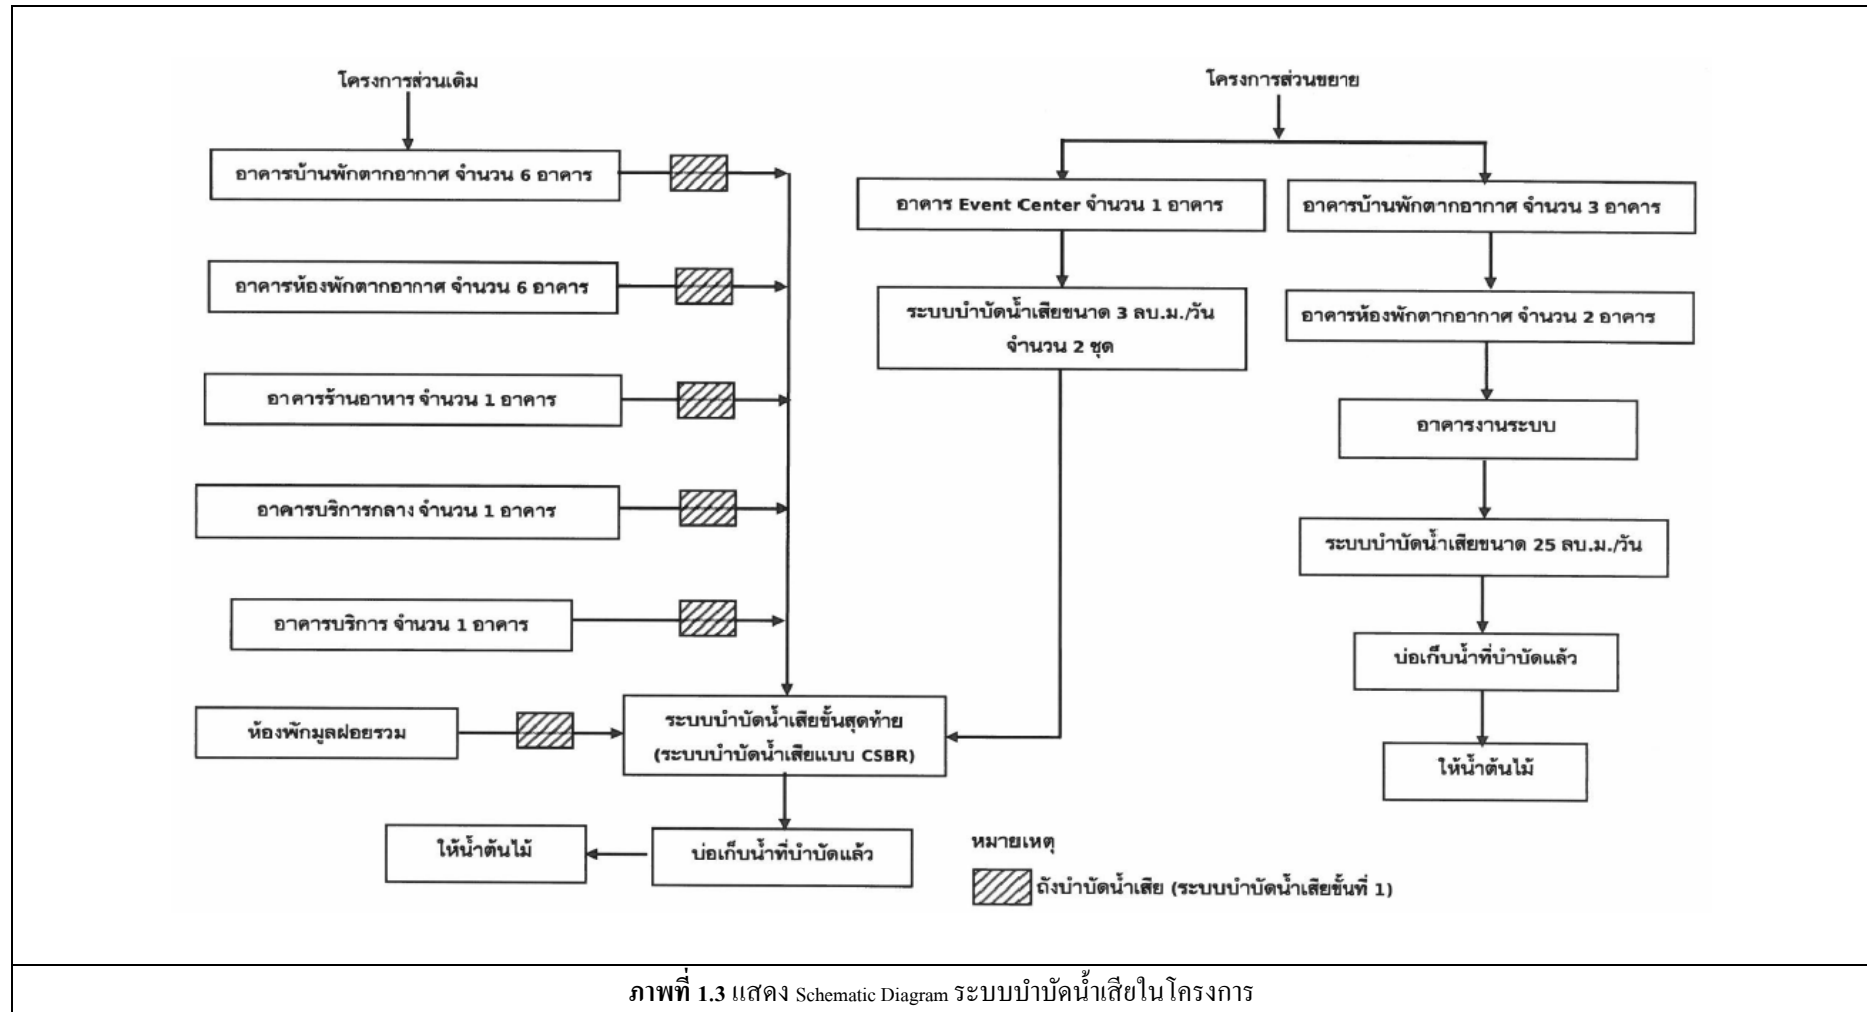 โครงการส่วนเดิม
อาคารบ้านพักตากอากาศ จำนวน 6 อาคาร
อาคารห้องพักตากอากาศ จำนวน 6 อาคาร
อาคารร้านอาหาร จำนวน 1 อาคาร
อาคารบริการกลาง จำนวน 1 อาคาร
อาคารบริการ จำนวน 1 อาคาร
ห้องพักมูลฝอยรวม
ระบบบำบัดน้ำเสียขั้นสุดท้าย
(ระบบบำบัดน้ำเสียแบบ CSBR)
บ่อเก็บน้ำที่บำบัดแล้ว
ให้น้ำต้นไม้
โครงการส่วนขยาย
อาคาร Event Center จำนวน 1 อาคาร
ระบบบำบัดน้ำเสียขนาด 3 ลบ.ม./วัน
จำนวน 2 ชุด
อาคารบ้านพักตากอากาศ จำนวน 3 อาคาร
อาคารห้องพักตากอากาศ จำนวน 2 อาคาร
อาคารงานระบบ
ระบบบำบัดน้ำเสียขนาด 25 ลบ.ม./วัน
บ่อเก็บน้ำที่บำบัดแล้ว
ให้น้ำต้นไม้
หมายเหตุ
ถังบำบัดน้ำเสีย (ระบบบำบัดน้ำเสียขั้นที่ 1)
ภาพที่ 1.3 แสดง Schematic Diagram ระบบบำบัดน้ำเสียในโครงการ